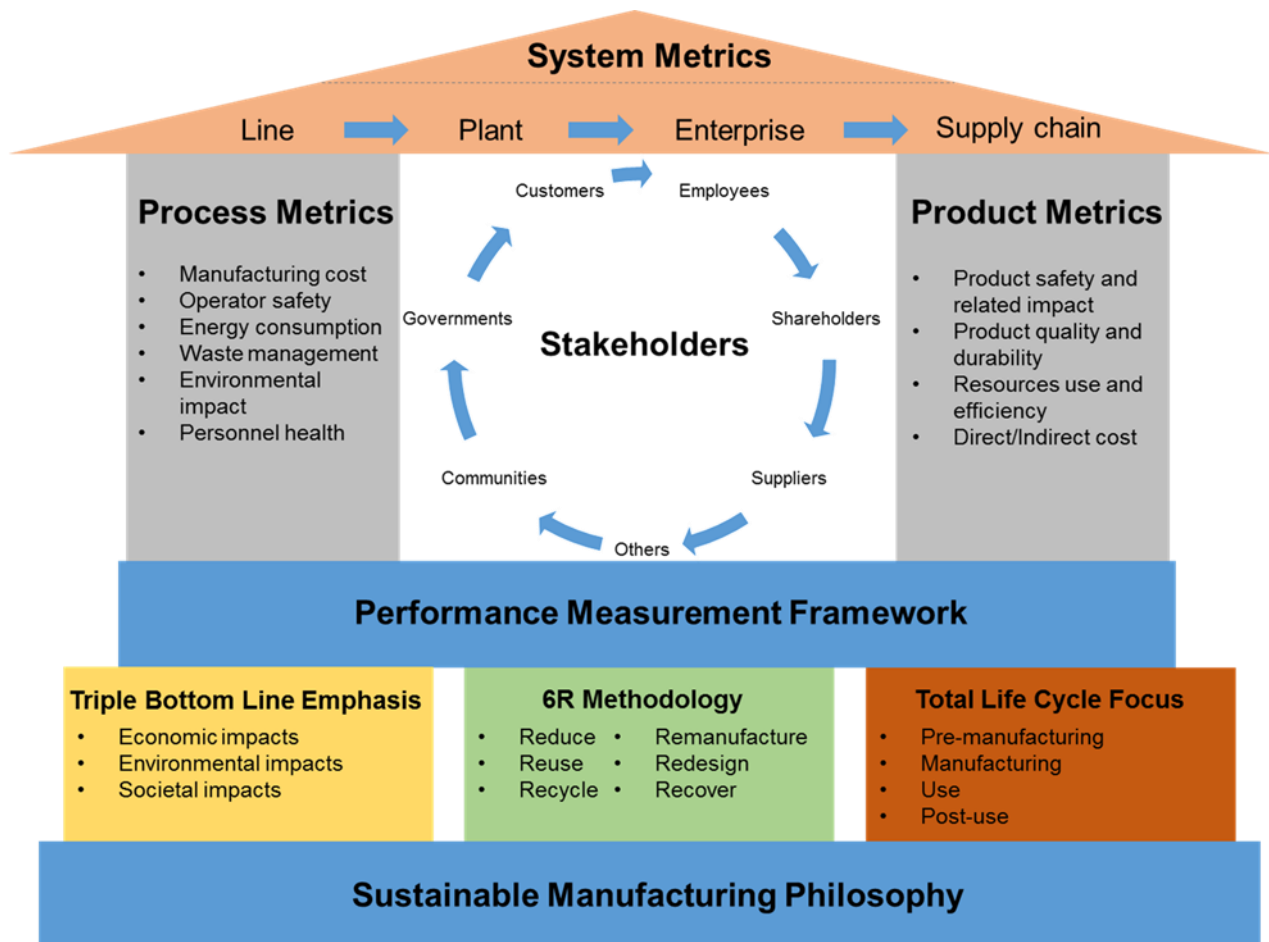 System Metrics
Line
Plant
Enterprise
Supply chain
Process Metrics
• Manufacturing cost
• Operator safety
• Energy consumption
• Waste management
• Environmental
impact
• Personnel health
Customers
Employees
Governments
Shareholders
Stakeholders
Communities
Suppliers
Others
Product Metrics
• Product safety and
related impact
• Product quality and
durability
• Resources use and
efficiency
• Direct/Indirect cost
Performance Measurement Framework
Triple Bottom Line Emphasis
• Economic impacts
• Environmental impacts
• Societal impacts
6R Methodology
• Reduce
• Reuse
• Recycle
• Remanufacture
• Redesign
• Recover
Total Life Cycle Focus
• Pre-manufacturing
• Manufacturing
• Use
• Post-use
Sustainable Manufacturing Philosophy